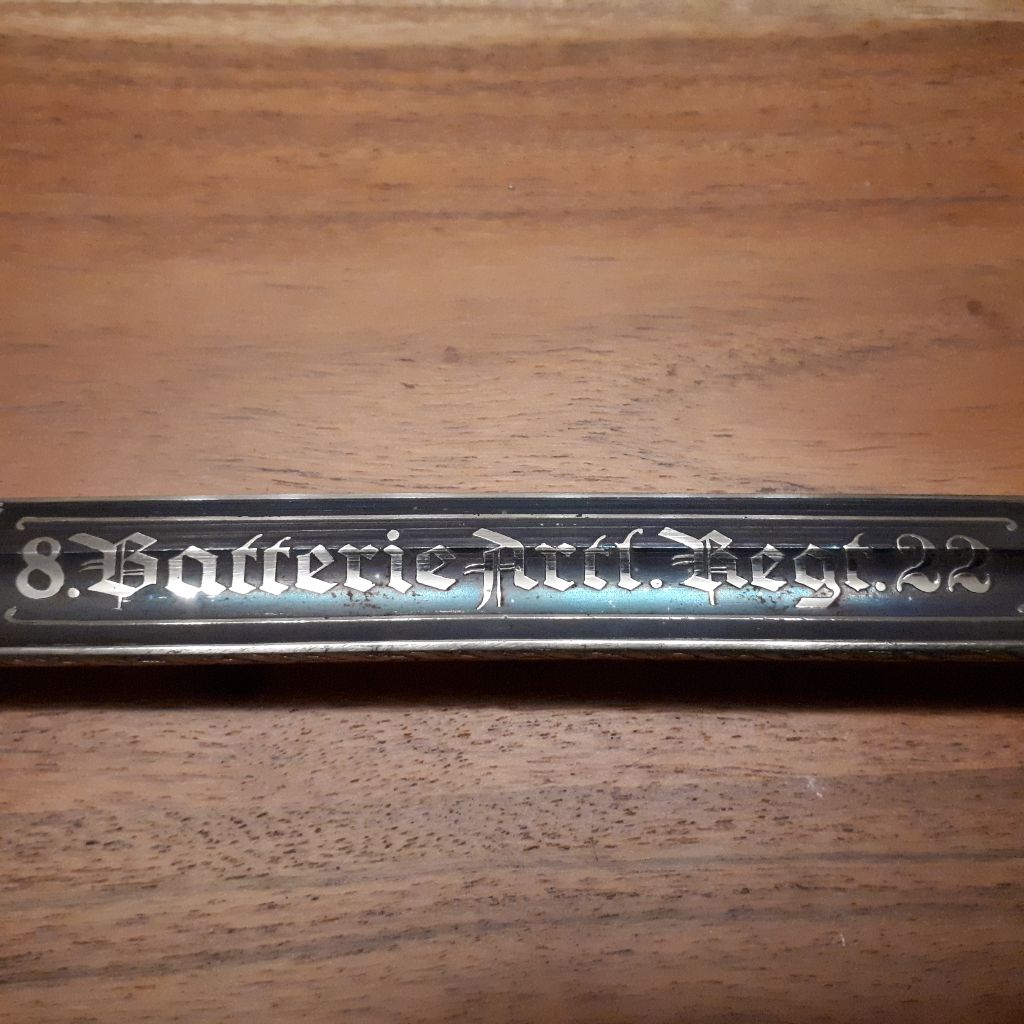 8. Batterie Artl. Regt. 22